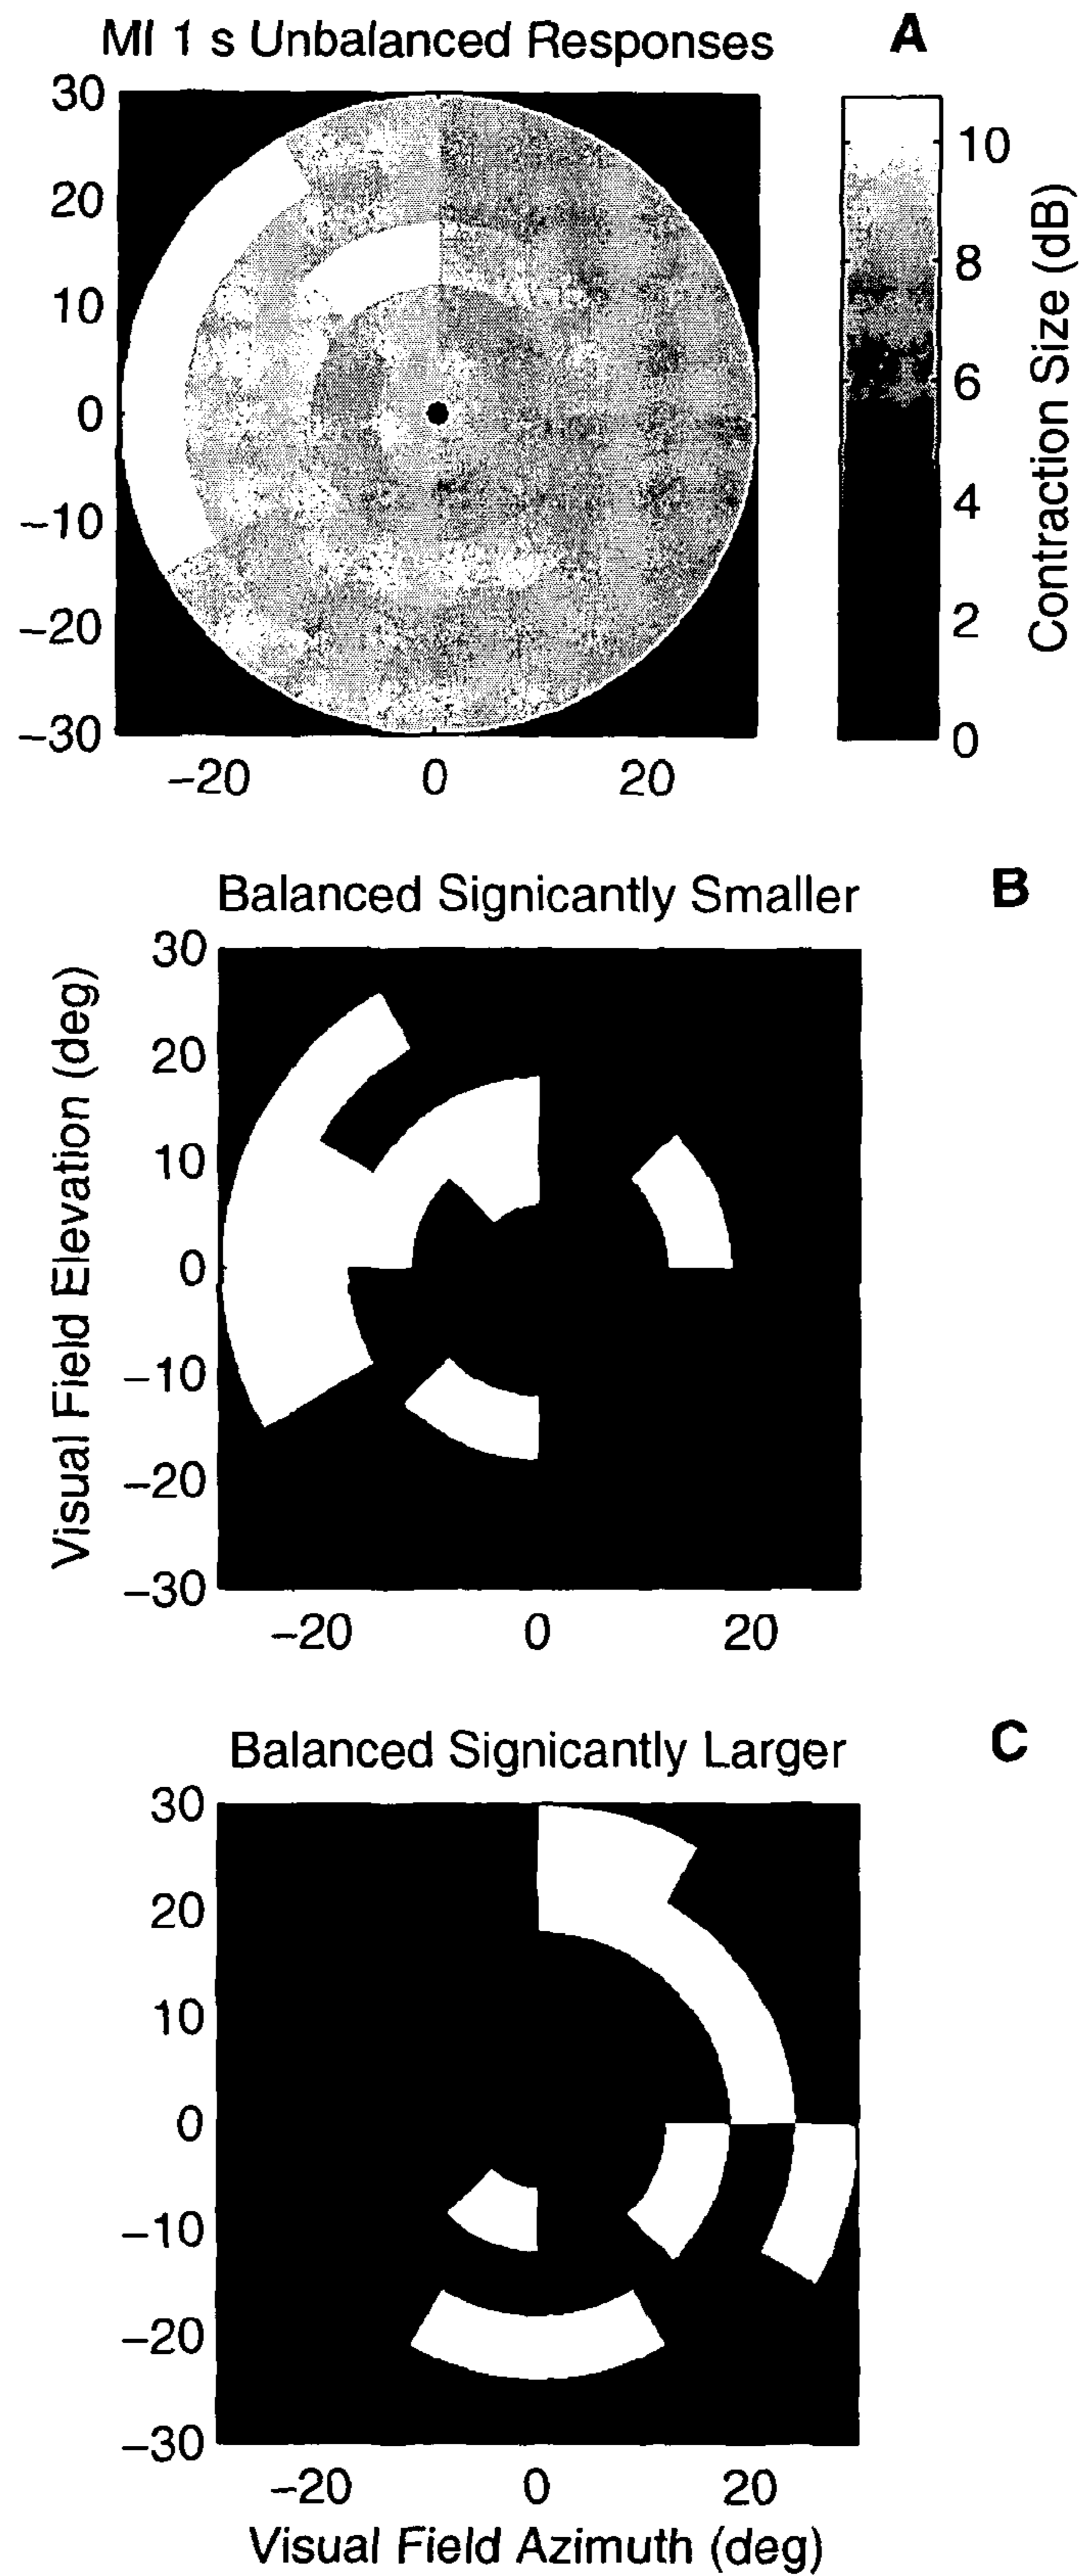 MI 1 s Unbalanced Responses
A
30
20
10
0
−10
−20
−30
−20 0 20
10
8
6
4
2
0
Contraction Size (dB)
Balanced Signicantly Smaller
B
Visual Field Elevation (deg)
30
20
10
0
−10
−20
−30
−20 0 20
Balanced Signicantly Larger
C
30
20
10
0
−10
−20
−30
−20 0 20
Visual Field Azimuth (deg)